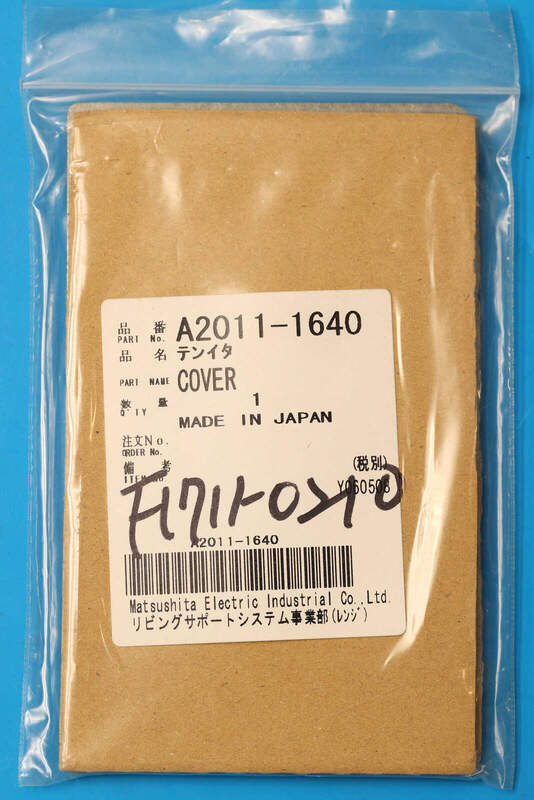 品番 A2011-1640
PART No.
品名 テンイタ
PART NAME COVER
数量 1
Q'TY
MADE IN JAPAN
注文No.
ORDER No.
備考 (税別)
ITEM No Y060508
A2011-1640
Matsushita Electric Industrial Co., Ltd.
リビングサポートシステム事業部(レンジ)